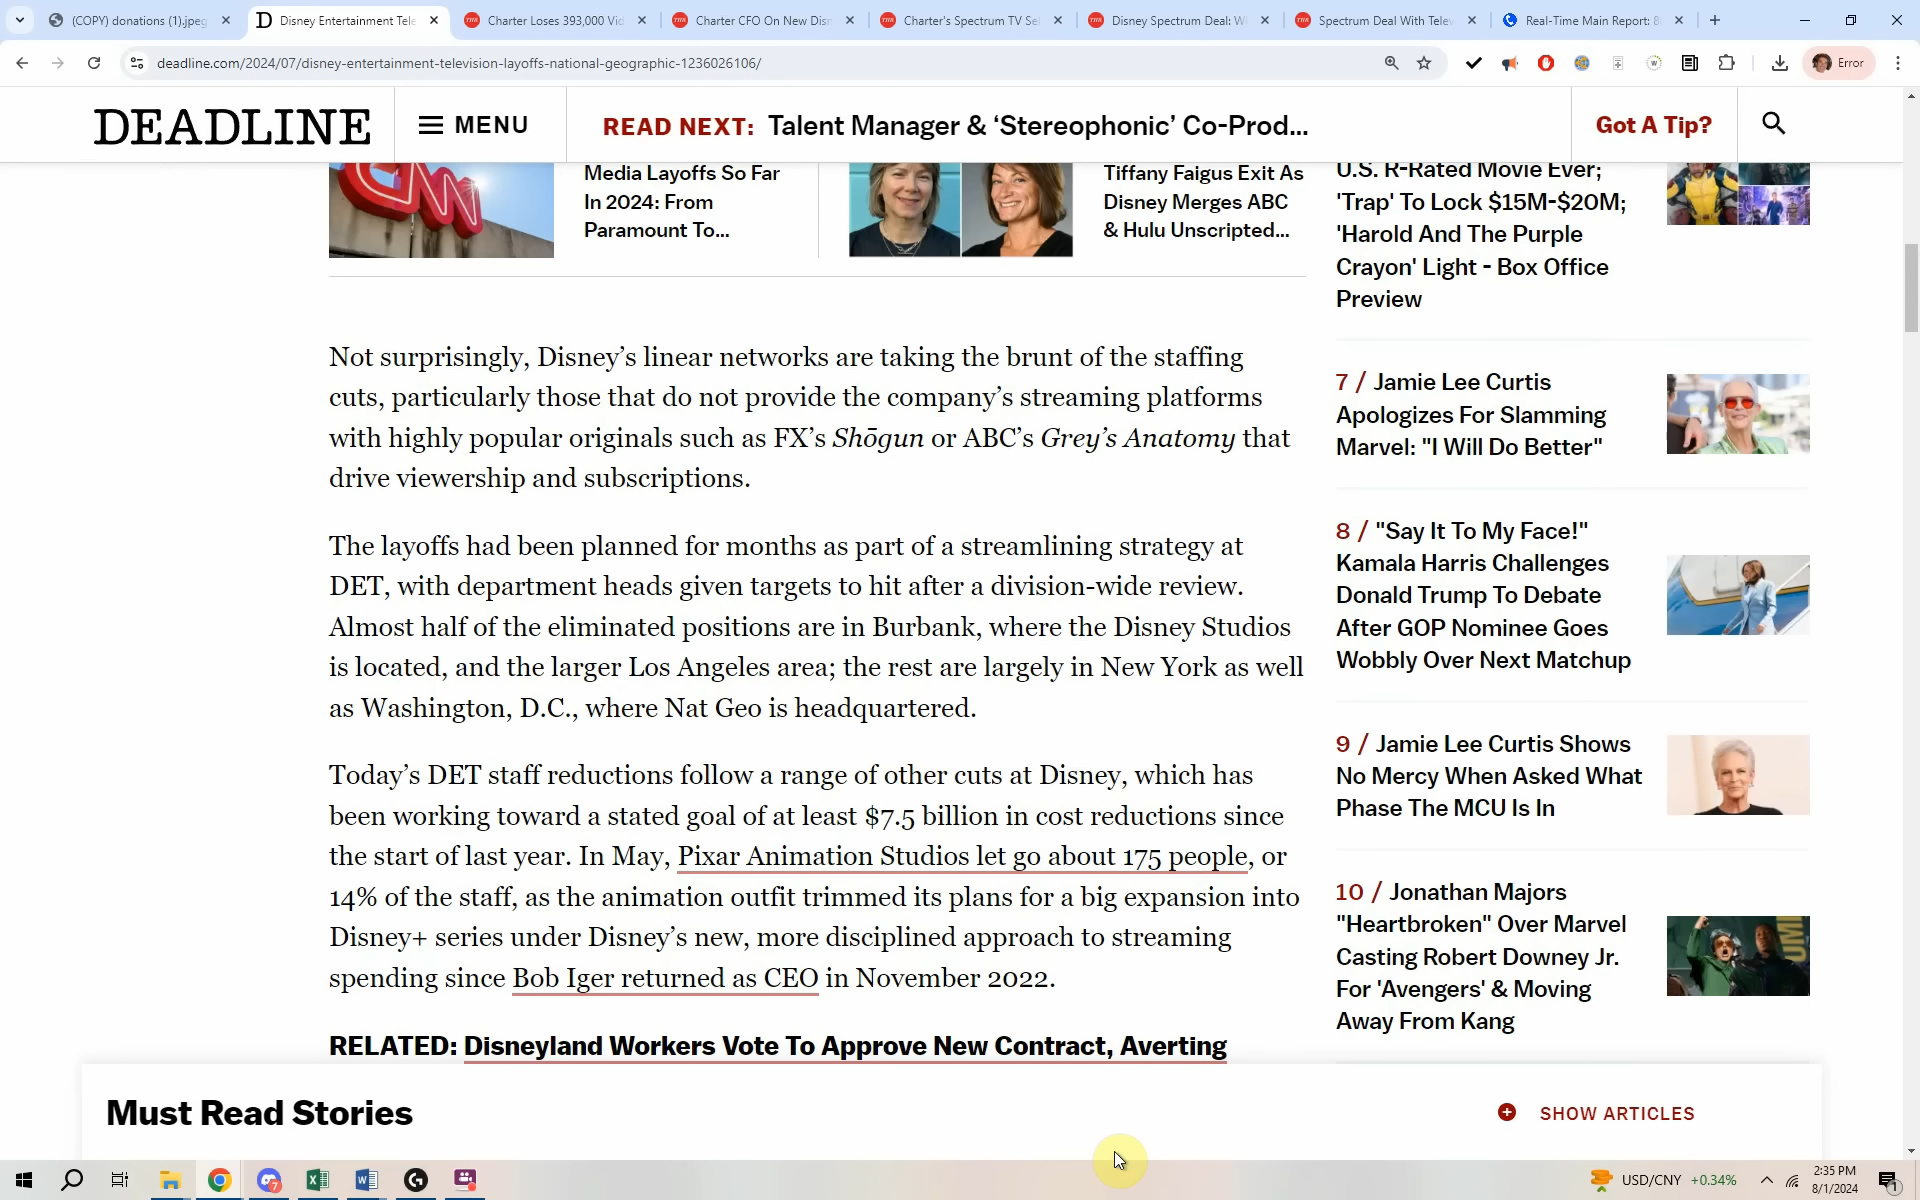 (COPY) donations (1).jpeg
Disney Entertainment Tele
Charter Loses 393,000 Vid
Charter CFO On New Disn
Charter's Spectrum TV Se
Disney Spectrum Deal: W
Spectrum Deal With Telev
Real-Time Main Report: 8
deadline.com/2024/07/disney-entertainment-television-layoffs-national-geographic-1236026106/
Error
DEADLINE
MENU
READ NEXT: Talent Manager & ‘Stereophonic’ Co-Prod...
Got A Tip?
CNN
Media Layoffs So Far
In 2024: From
Paramount To...
Tiffany Faigus Exit As
Disney Merges ABC
& Hulu Unscripted...
Not surprisingly, Disney’s linear networks are taking the brunt of the staffing
cuts, particularly those that do not provide the company’s streaming platforms
with highly popular originals such as FX’s Shōgun or ABC’s Grey’s Anatomy that
drive viewership and subscriptions.
The layoffs had been planned for months as part of a streamlining strategy at
DET, with department heads given targets to hit after a division-wide review.
Almost half of the eliminated positions are in Burbank, where the Disney Studios
is located, and the larger Los Angeles area; the rest are largely in New York as well
as Washington, D.C., where Nat Geo is headquartered.
Today’s DET staff reductions follow a range of other cuts at Disney, which has
been working toward a stated goal of at least $7.5 billion in cost reductions since
the start of last year. In May, Pixar Animation Studios let go about 175 people, or
14% of the staff, as the animation outfit trimmed its plans for a big expansion into
Disney+ series under Disney’s new, more disciplined approach to streaming
spending since Bob Iger returned as CEO in November 2022.
RELATED: Disneyland Workers Vote To Approve New Contract, Averting
U.S. R-Rated Movie Ever;
'Trap' To Lock $15M-$20M;
'Harold And The Purple
Crayon' Light - Box Office
Preview
7 / Jamie Lee Curtis
Apologizes For Slamming
Marvel: "I Will Do Better"
8 / "Say It To My Face!"
Kamala Harris Challenges
Donald Trump To Debate
After GOP Nominee Goes
Wobbly Over Next Matchup
9 / Jamie Lee Curtis Shows
No Mercy When Asked What
Phase The MCU Is In
10 / Jonathan Majors
"Heartbroken" Over Marvel
Casting Robert Downey Jr.
For 'Avengers' & Moving
Away From Kang
Must Read Stories
SHOW ARTICLES
USD/CNY +0.34%
2:35 PM
8/1/2024